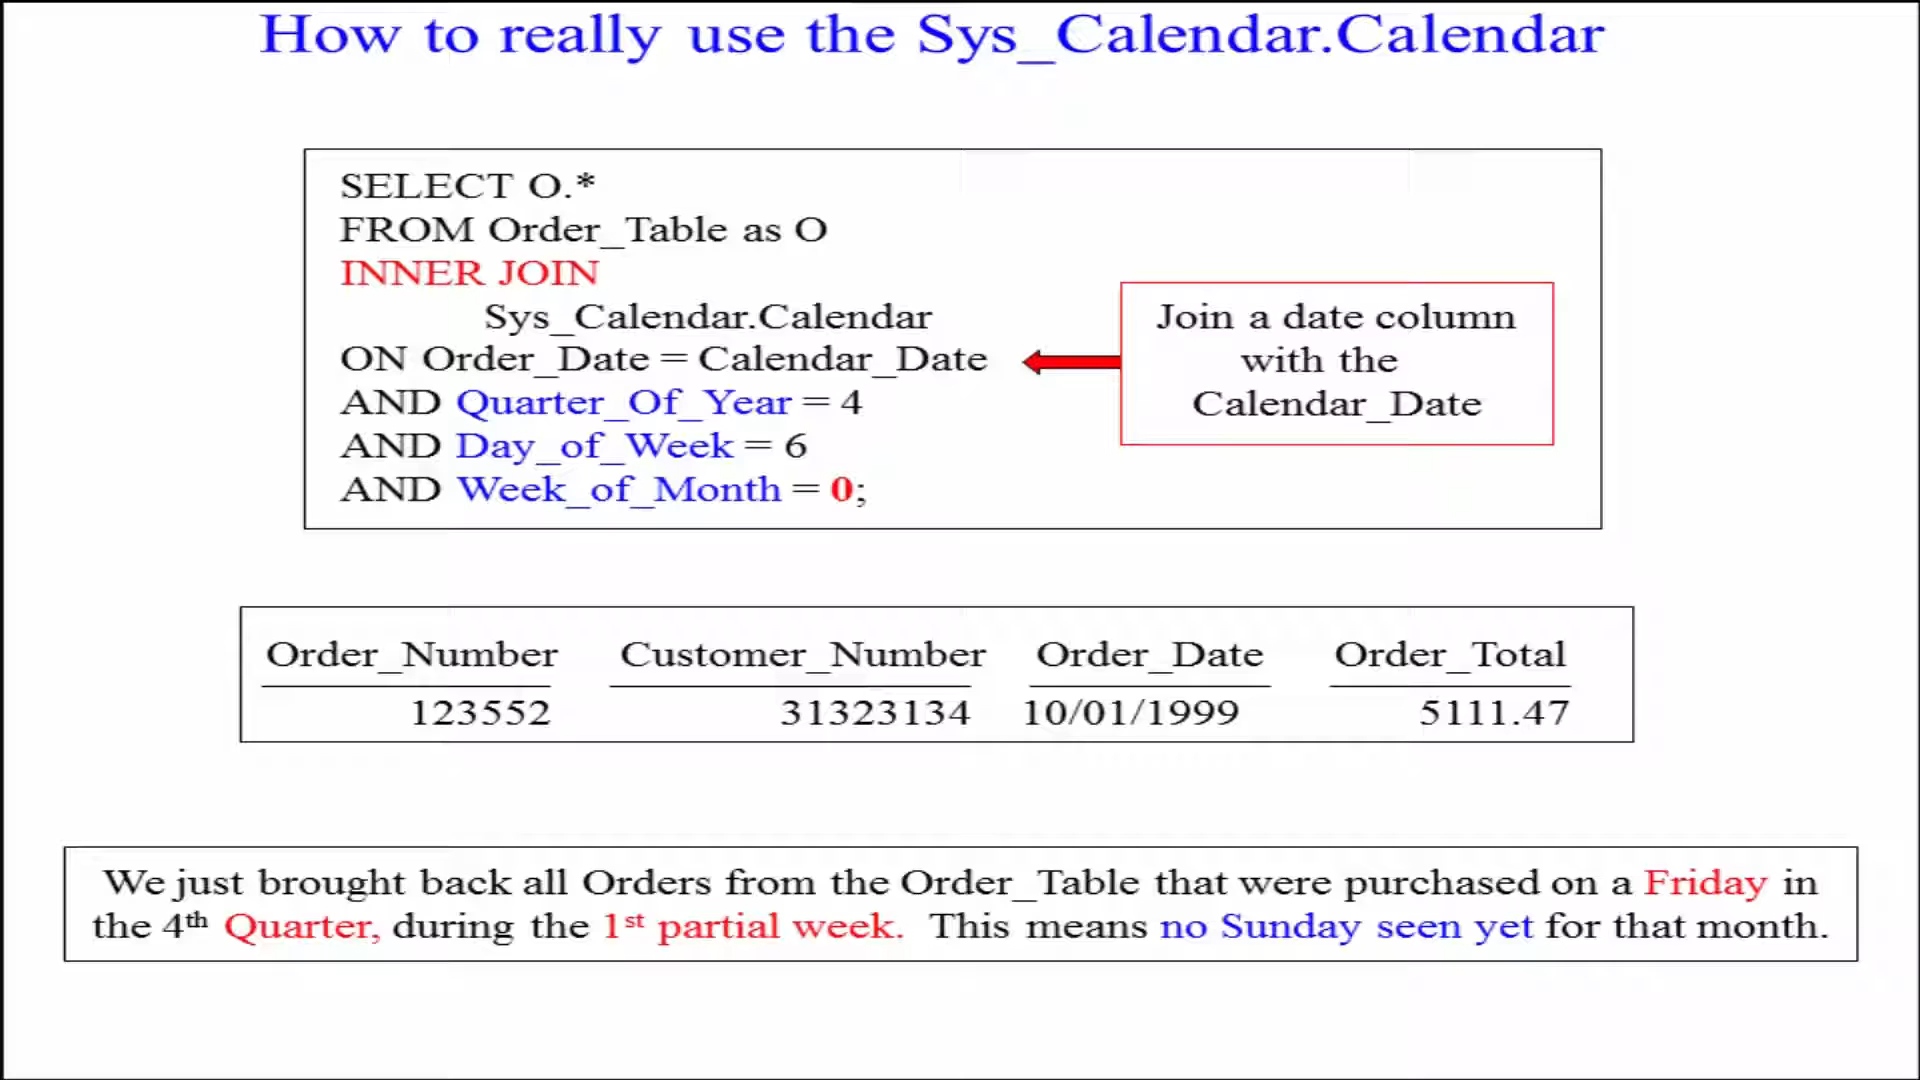 How to really use the Sys_Calendar.Calendar
SELECT O.*
FROM Order_Table as O
INNER JOIN
Sys_Calendar.Calendar
ON Order_Date = Calendar_Date
AND Quarter_Of_Year = 4
AND Day_of_Week = 6
AND Week_of_Month = 0;
Join a date column
with the
Calendar_Date
Order_Number Customer_Number Order_Date Order_Total
123552 31323134 10/01/1999 5111.47
We just brought back all Orders from the Order_Table that were purchased on a Friday in
the 4th Quarter, during the 1st partial week. This means no Sunday seen yet for that month.